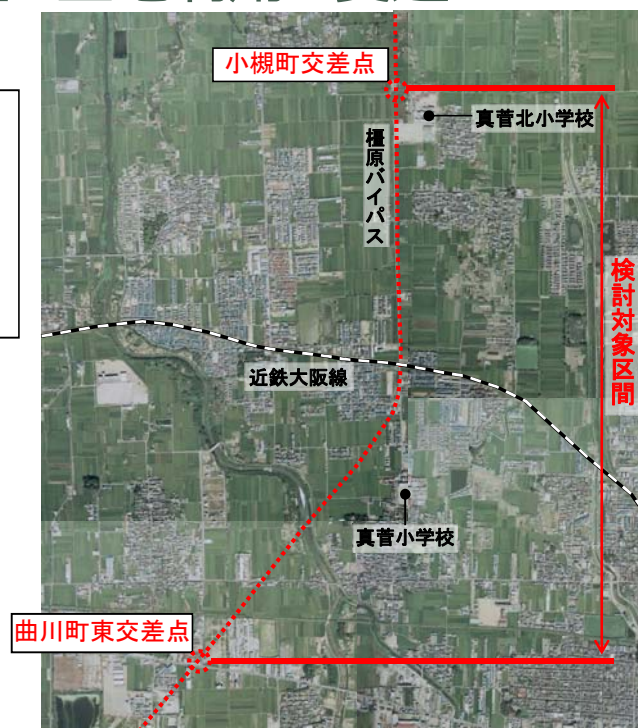 小槻町交差点
真菅北小学校
橿原バイパス
検討対象区間
近鉄大阪線
真菅小学校
曲川町東交差点